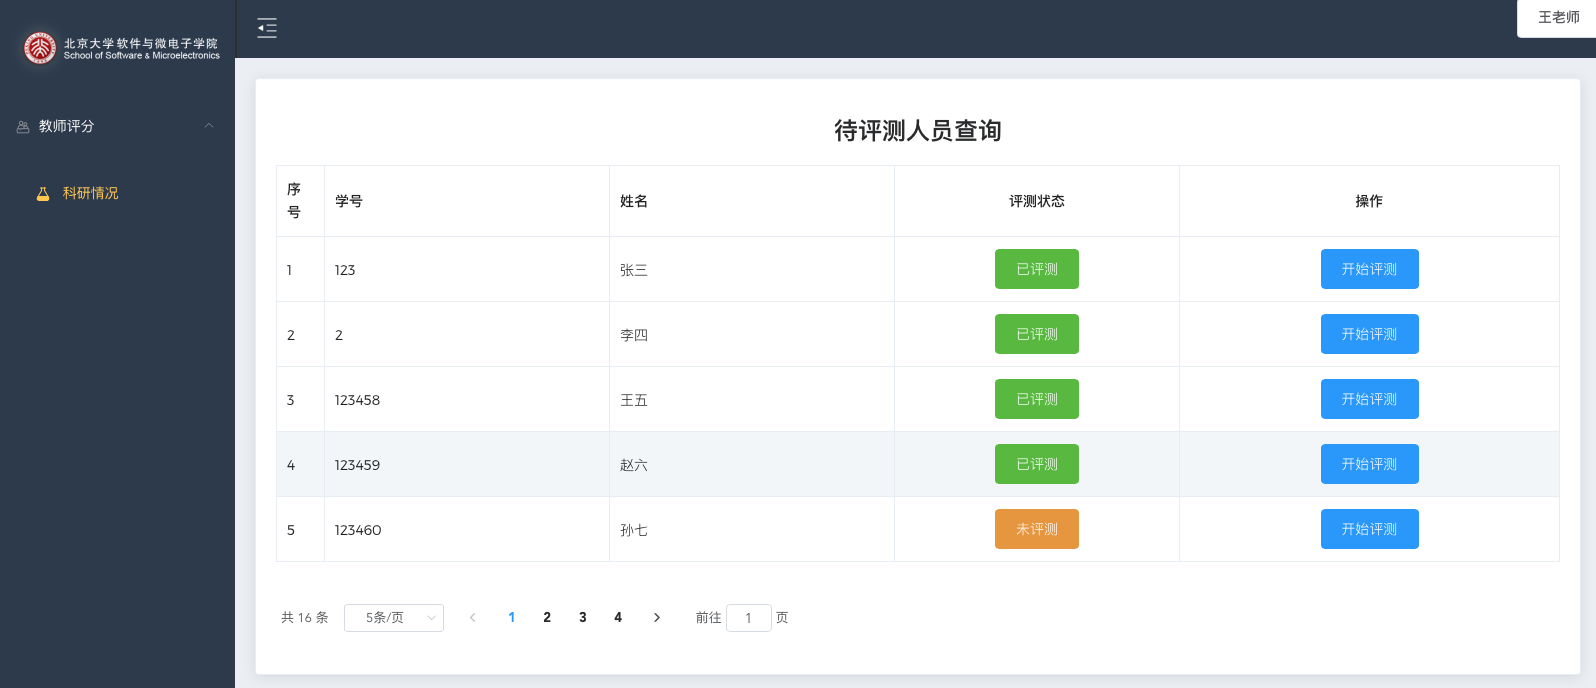 北京大学软件与微电子学院
School of Software & Microelectronics
王老师
教师评分
科研情况
待评测人员查询
序号 学号 姓名 评测状态 操作
1 123 张三 已评测 开始评测
2 2 李四 已评测 开始评测
3 123458 王五 已评测 开始评测
4 123459 赵六 已评测 开始评测
5 123460 孙七 未评测 开始评测
共 16 条 5条/页 1 2 3 4 前往 1 页